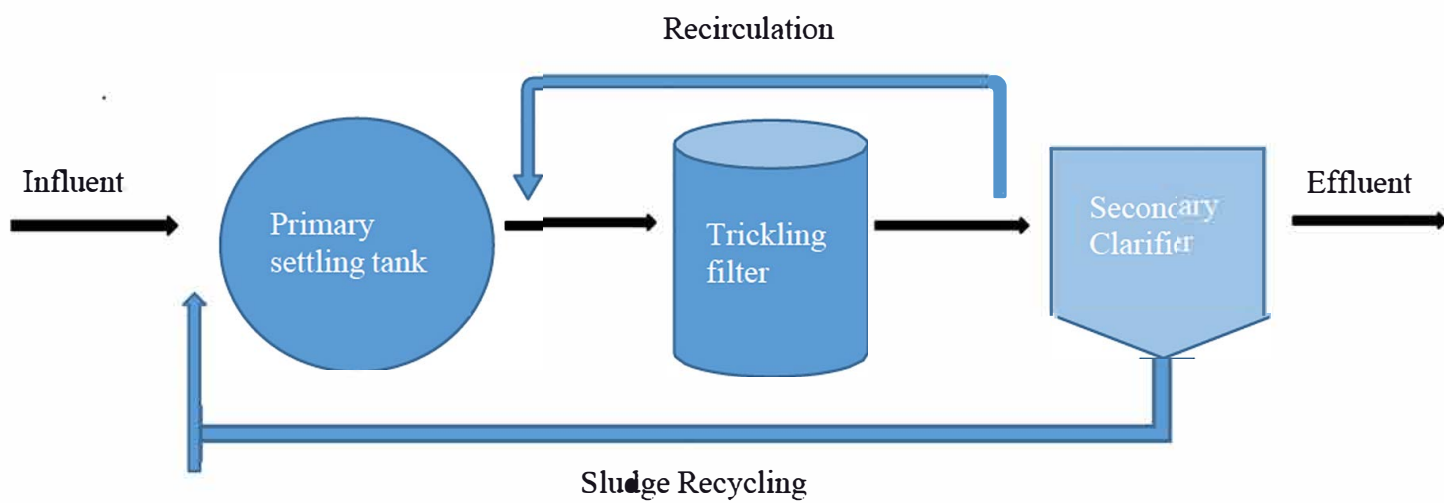 Recirculation
Influent
Primary
settling tank
Trickling
filter
Secondary
Clarifier
Effluent
Sludge Recycling